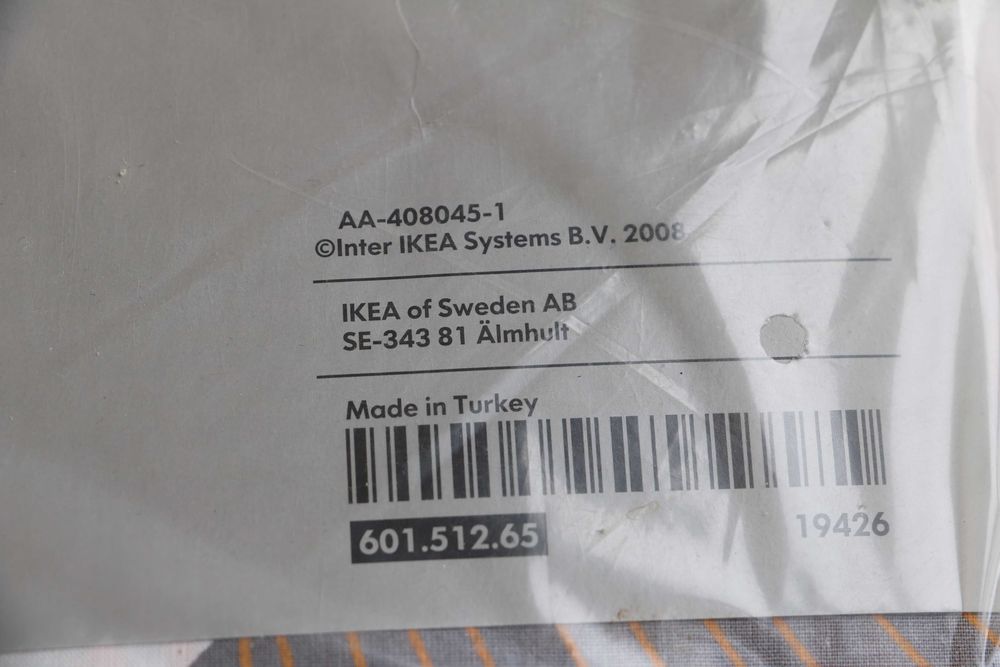 AA-408045-1
©Inter IKEA Systems B.V. 2008
IKEA of Sweden AB
SE-343 81 Älmhult
Made in Turkey
601.512.65
19426